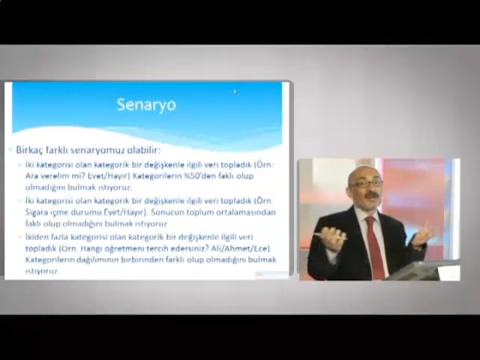 Senaryo
Birkaç farklı senaryomuz olabilir:
İki kategorisi olan kategorik bir değişkenle ilgili veri topladık (Örn:
Ara verelim mi? Evet/Hayır) Kategorilerin %50'den faklı olup
olmadığını bulmak istiyoruz.
İki kategorisi olan kategorik bir değişkenle ilgili veri topladık (Örn.
Sigara içme durumu Evet/Hayır). Sonucun toplum ortalamasından
faklı olup olmadığını bulmak istiyoruz
İkiden fazla kategorisi olan kategorik bir değişkenle ilgili veri
topladık (Örn. Hangi öğretmeni tercih edersiniz? Ali/Ahmet/Ece)
Kategorilerin dağılımının birbirinden farklı olup olmadığını bulmak
istiyoruz.